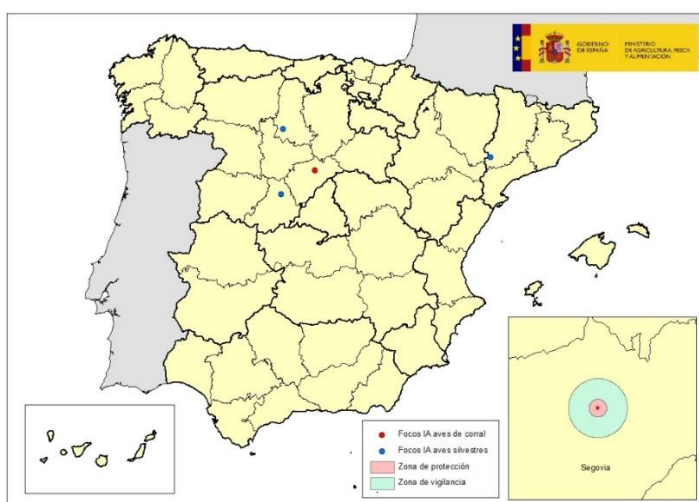 GOBIERNO
DE ESPAÑA
MINISTERIO
DE AGRICULTURA, PESCA
Y ALIMENTACIÓN
Focos IA aves de corral
Focos IA aves silvestres
Zona de protección
Zona de vigilancia
Segovia